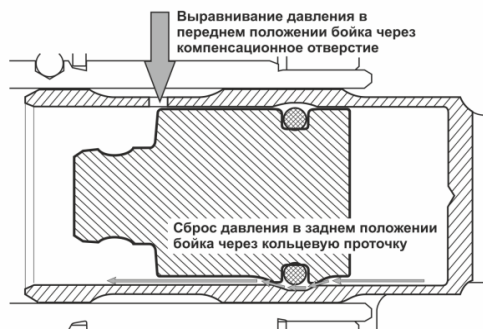 Выравнивание давления в
переднем положении бойка через
компенсационное отверстие
Сброс давления в заднем положении
бойка через кольцевую проточку